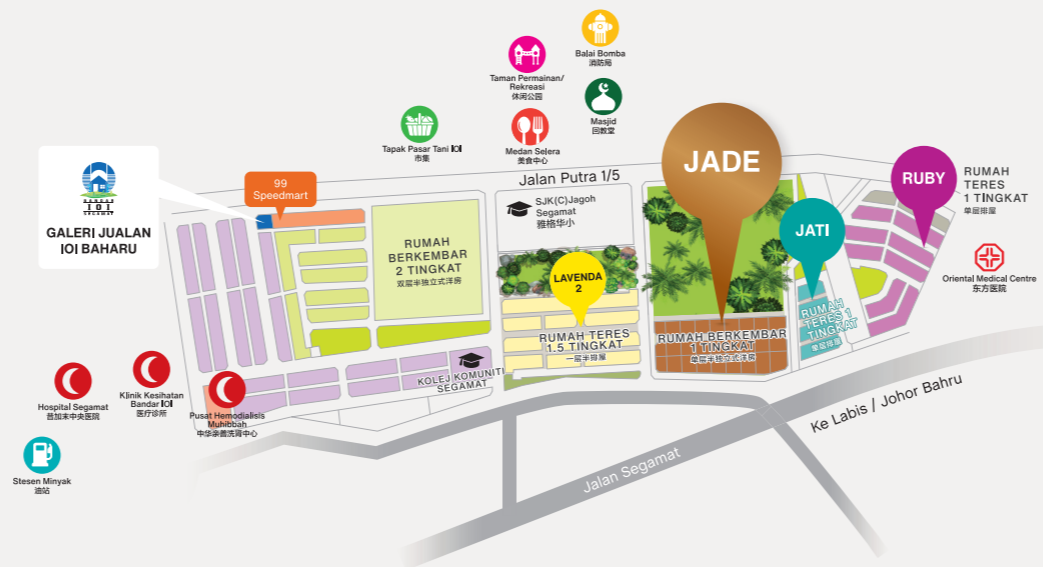 Balai Bomba
消防局
Taman Permainan/
Rekreasi
休闲公园
Masjid
回教堂
Tapak Pasar Tani IOI
市集
Medan Selera
美食中心
BANDAR
IOI
SEGAMAT
GALERI JUALAN
IOI BAHARU
99
Speedmart
Jalan Putra 1/5
SJK(C)Jagoh
Segamat
雅格华小
JADE
RUBY
RUMAH
TERES
1 TINGKAT
单层排屋
JATI
RUMAH
BERKEMBAR
2 TINGKAT
双层半独立式洋房
LAVENDA
2
Oriental Medical Centre
东方医院
RUMAH TERES
1.5 TINGKAT
一层半排屋
RUMAH BERKEMBAR
1 TINGKAT
单层半独立式洋房
RUMAH
TERES 1
TINGKAT
单层排屋
KOLEJ KOMUNITI
SEGAMAT
Hospital Segamat
昔加末中央医院
Klinik Kesihatan
Bandar IOI
医疗诊所
Pusat Hemodialisis
Muhibbah
中华亲善洗肾中心
Stesen Minyak
油站
Jalan Segamat
Ke Labis / Johor Bahru